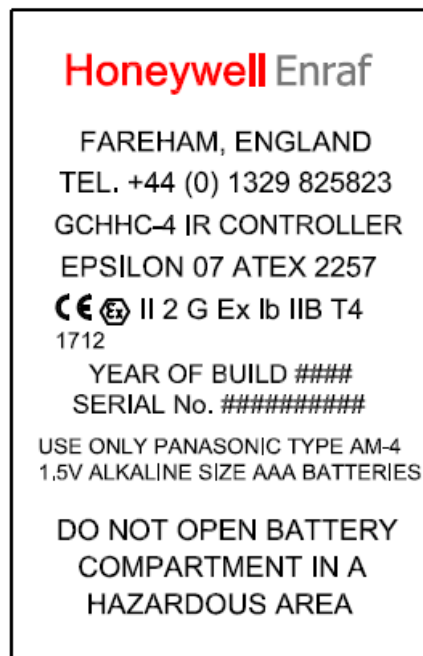 Honeywell Enraf
FAREHAM, ENGLAND
TEL. +44 (0) 1329 825823
GCHHC-4 IR CONTROLLER
EPSILON 07 ATEX 2257
CE Ex II 2 G Ex Ib IIB T4
1712
YEAR OF BUILD ####
SERIAL No. ##########
USE ONLY PANASONIC TYPE AM-4
1.5V ALKALINE SIZE AAA BATTERIES
DO NOT OPEN BATTERY
COMPARTMENT IN A
HAZARDOUS AREA